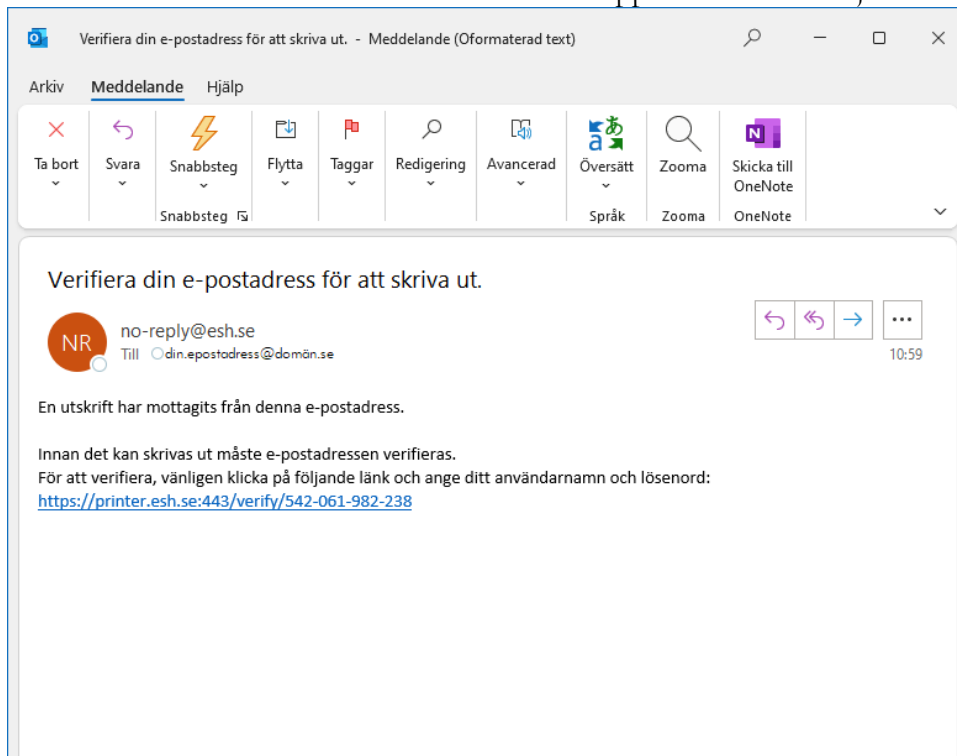 Verifiera din e-postadress för att skriva ut. - Meddelande (Oformaterad text)
Arkiv Meddelande Hjälp
Ta bort Svara Snabbsteg Flytta Taggar Redigering Avancerad Översätt Zooma Skicka till OneNote
Snabbsteg Språk Zooma OneNote
Verifiera din e-postadress för att skriva ut.
NR no-reply@esh.se
Till din.epostadress@domän.se 10:59
En utskrift har mottagits från denna e-postadress.
Innan det kan skrivas ut måste e-postadressen verifieras.
För att verifiera, vänligen klicka på följande länk och ange ditt användarnamn och lösenord:
https://printer.esh.se:443/verify/542-061-982-238